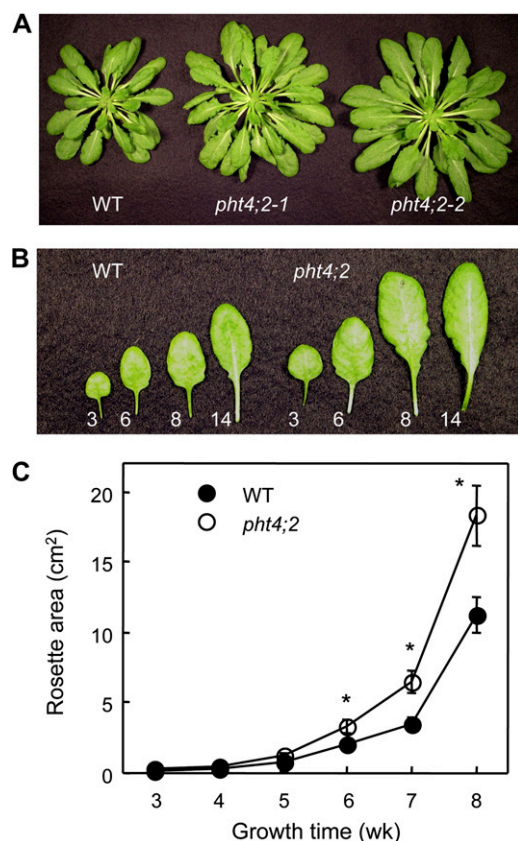 A
WT pht4;2-1 pht4;2-2
B
WT pht4;2
3 6 8 14 3 6 8 14
C
20
15
10
5
0
WT
pht4;2
*
*
*
Rosette area (cm²)
3 4 5 6 7 8
Growth time (wk)